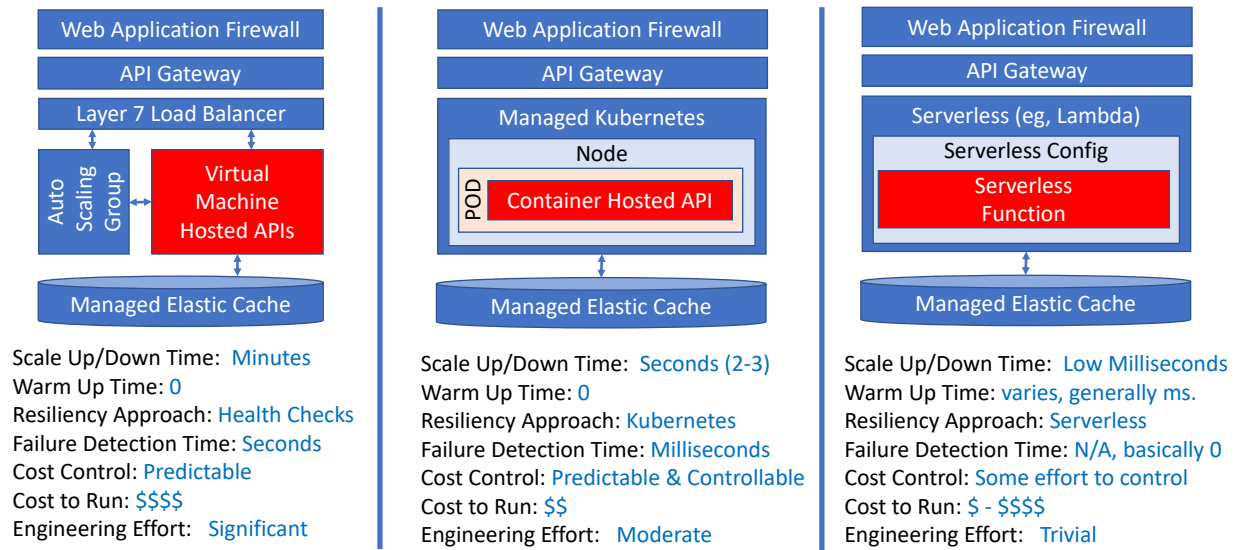 Web Application Firewall
API Gateway
Layer 7 Load Balancer
Auto
Scaling
Group
Virtual
Machine
Hosted APIs
Managed Elastic Cache
Scale Up/Down Time: Minutes
Warm Up Time: 0
Resiliency Approach: Health Checks
Failure Detection Time: Seconds
Cost Control: Predictable
Cost to Run: $$$$
Engineering Effort: Significant
Web Application Firewall
API Gateway
Managed Kubernetes
Node
POD
Container Hosted API
Managed Elastic Cache
Scale Up/Down Time: Seconds (2-3)
Warm Up Time: 0
Resiliency Approach: Kubernetes
Failure Detection Time: Milliseconds
Cost Control: Predictable & Controllable
Cost to Run: $$
Engineering Effort: Moderate
Web Application Firewall
API Gateway
Serverless (eg, Lambda)
Serverless Config
Serverless
Function
Managed Elastic Cache
Scale Up/Down Time: Low Milliseconds
Warm Up Time: varies, generally ms.
Resiliency Approach: Serverless
Failure Detection Time: N/A, basically 0
Cost Control: Some effort to control
Cost to Run: $ - $$$$
Engineering Effort: Trivial